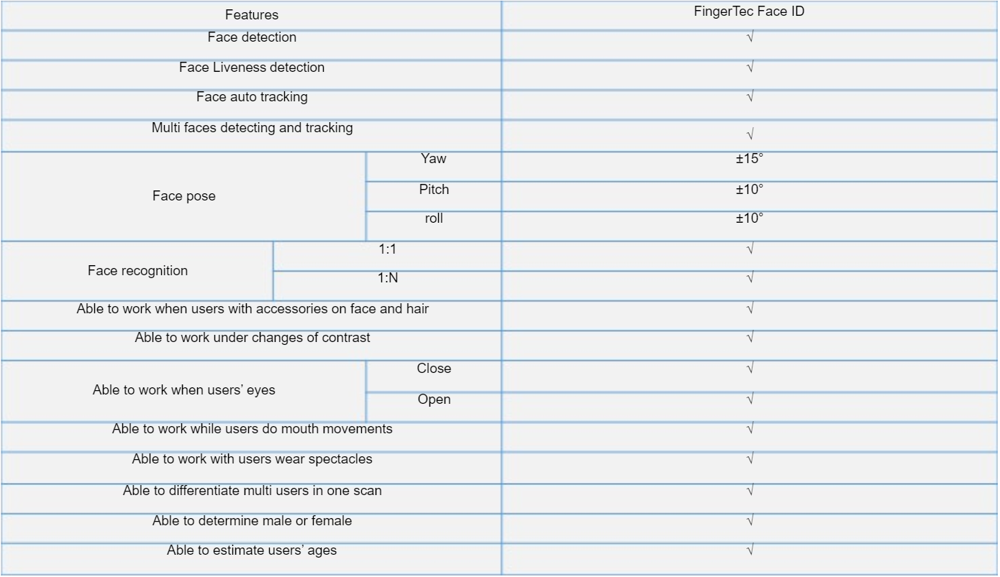 Features FingerTec Face ID
Face detection √
Face Liveness detection √
Face auto tracking √
Multi faces detecting and tracking √
Face pose
Yaw ±15°
Pitch ±10°
roll ±10°
Face recognition
1:1 √
1:N √
Able to work when users with accessories on face and hair √
Able to work under changes of contrast √
Able to work when users’ eyes
Close √
Open √
Able to work while users do mouth movements √
Able to work with users wear spectacles √
Able to differentiate multi users in one scan √
Able to determine male or female √
Able to estimate users’ ages √